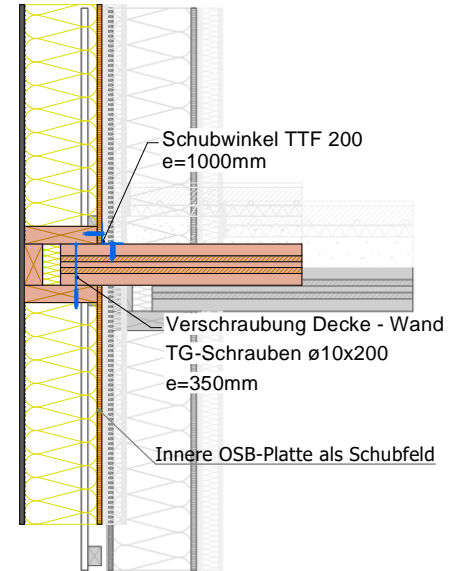 Schubwinkel TTF 200
e=1000mm
Verschraubung Decke - Wand
TG-Schrauben ø10x200
e=350mm
Innere OSB-Platte als Schubfeld